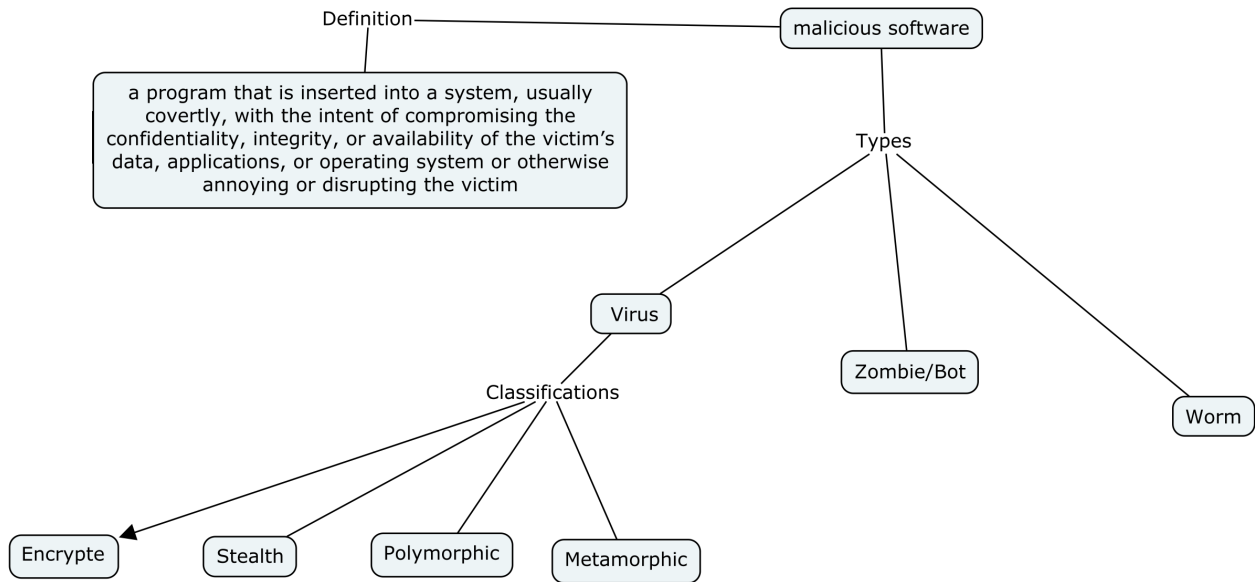 Definition
malicious software
a program that is inserted into a system, usually
covertly, with the intent of compromising the
confidentiality, integrity, or availability of the victim’s
data, applications, or operating system or otherwise
annoying or disrupting the victim
Types
Virus
Zombie/Bot
Worm
Classifications
Encrypte
Stealth
Polymorphic
Metamorphic